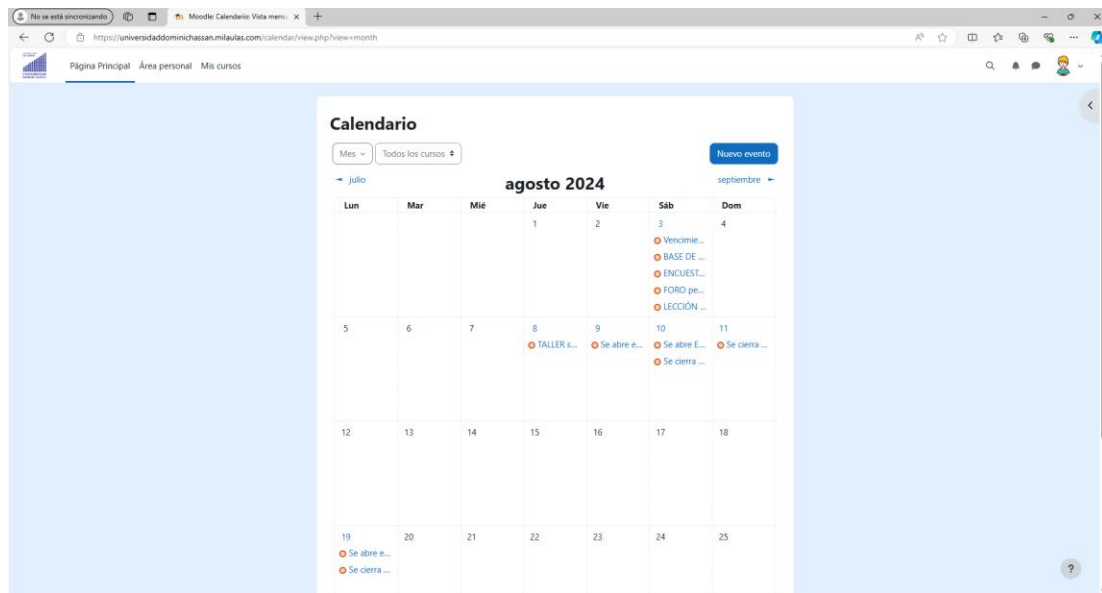 No se está sincronizando
Moodle: Calendario: Vista mens
https://universidaddominichassan.milaulas.com/calendar/view.php?view=month
Página Principal Área personal Mis cursos
Calendario
Mes Todos los cursos Nuevo evento
julio agosto 2024 septiembre
Lun Mar Mié Jue Vie Sáb Dom
1 2 3 4
Vencimie...
BASE DE ...
ENCUEST...
FORO pe...
LECCIÓN ...
5 6 7 8 9 10 11
TALLER s... Se abre e... Se abre E... Se cierra ...
Se cierra ...
12 13 14 15 16 17 18
19 20 21 22 23 24 25
Se abre e...
Se cierra ...
?